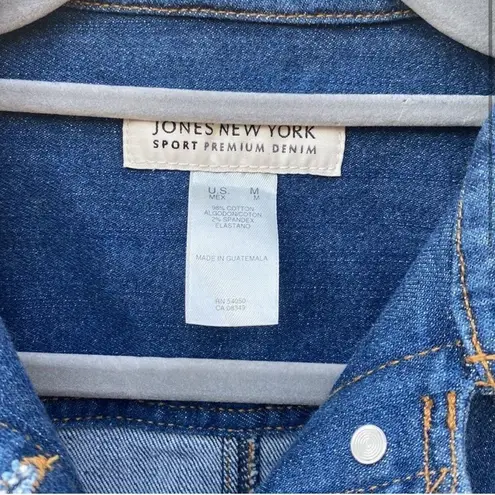 JONES NEW YORK
SPORT PREMIUM DENIM
U.S. M
MEX. M
98% COTTON
ALGODON/COTON
2% SPANDEX
ELASTANO
MADE IN GUATEMALA
RN 54050
CA 06343